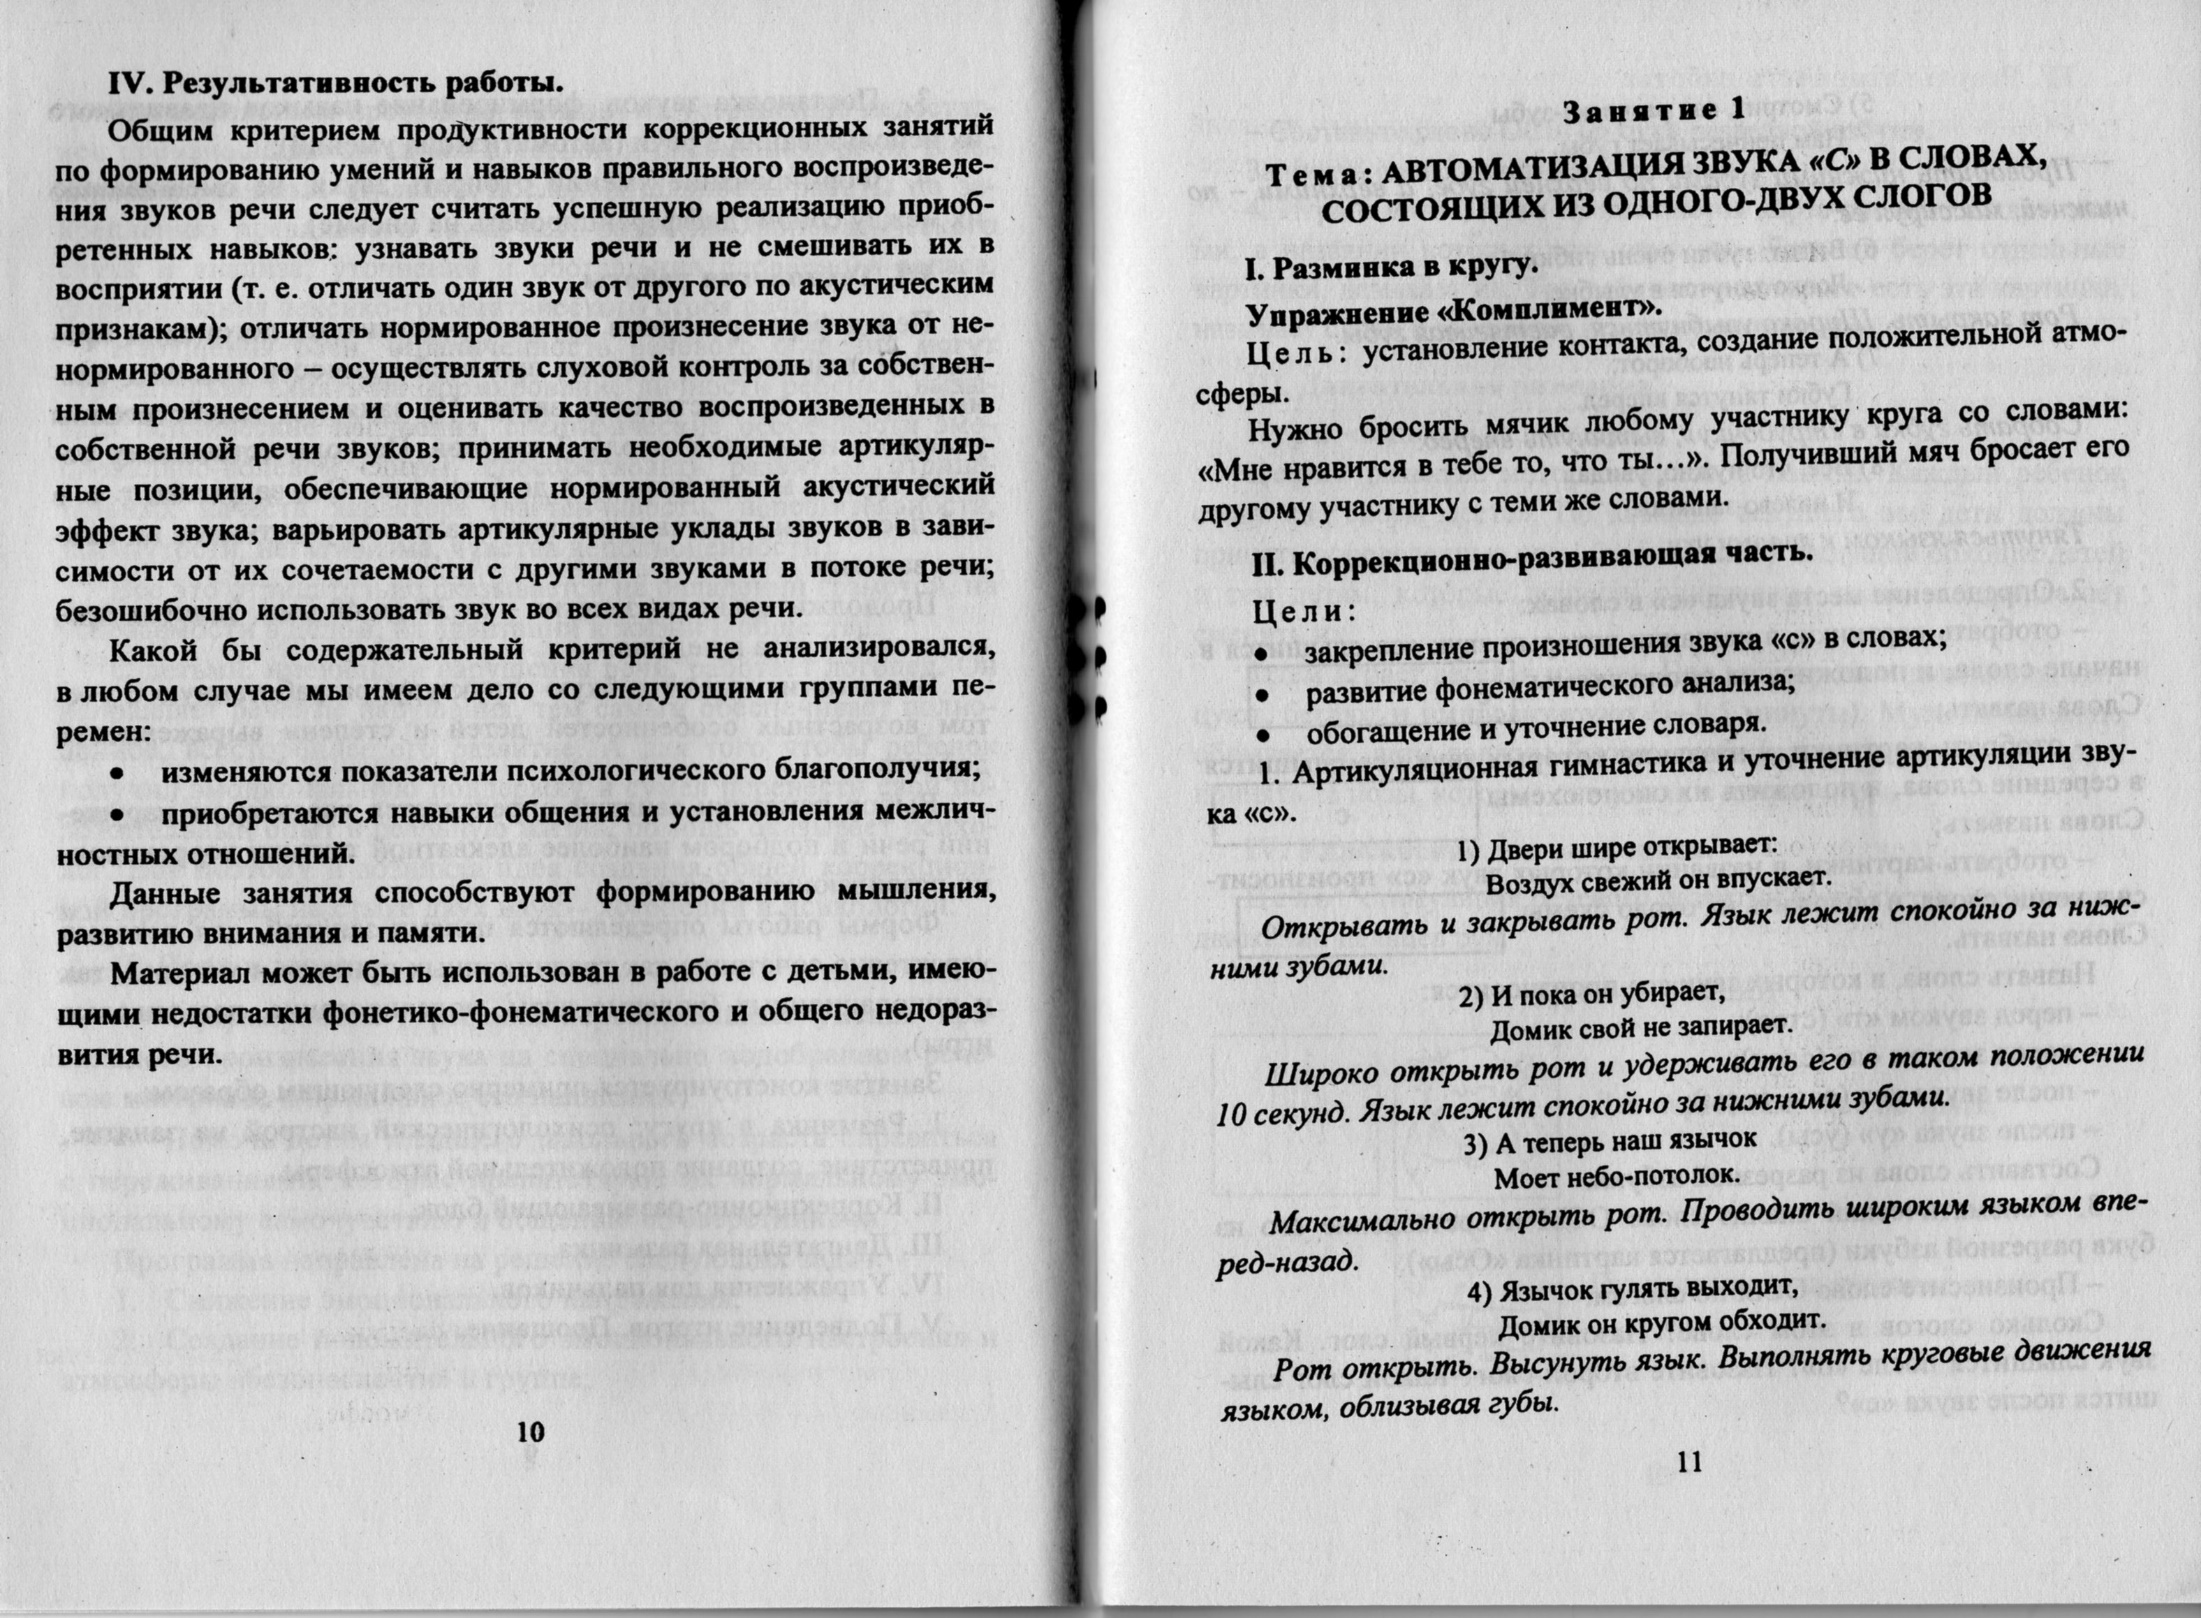 IV. Результативность работы.
Общим критерием продуктивности коррекционных занятий
по формированию умений и навыков правильного воспроизведе-
ния звуков речи следует считать успешную реализацию приоб-
ретенных навыков: узнавать звуки речи и не смешивать их в
восприятии (т. е. отличать один звук от другого по акустическим
признакам); отличать нормированное произнесение звука от не-
нормированного – осуществлять слуховой контроль за собствен-
ным произнесением и оценивать качество воспроизведенных в
собственной речи звуков; принимать необходимые артикуляр-
ные позиции, обеспечивающие нормированный акустический
эффект звука; варьировать артикулярные уклады звуков в зави-
симости от их сочетаемости с другими звуками в потоке речи;
безошибочно использовать звук во всех видах речи.
Какой бы содержательный критерий не анализировался,
в любом случае мы имеем дело со следующими группами пе-
ремен:
• изменяются показатели психологического благополучия;
• приобретаются навыки общения и установления межлич-
ностных отношений.
Данные занятия способствуют формированию мышления,
развитию внимания и памяти.
Материал может быть использован в работе с детьми, имею-
щими недостатки фонетико-фонематического и общего недораз-
вития речи.
10
Занятие 1
Тема: АВТОМАТИЗАЦИЯ ЗВУКА «С» В СЛОВАХ,
СОСТОЯЩИХ ИЗ ОДНОГО-ДВУХ СЛОГОВ
I. Разминка в кругу.
Упражнение «Комплимент».
Цель: установление контакта, создание положительной атмо-
сферы.
Нужно бросить мячик любому участнику круга со словами:
«Мне нравится в тебе то, что ты...». Получивший мяч бросает его
другому участнику с теми же словами.
II. Коррекционно-развивающая часть.
Цели:
• закрепление произношения звука «с» в словах;
• развитие фонематического анализа;
• обогащение и уточнение словаря.
1. Артикуляционная гимнастика и уточнение артикуляции зву-
ка «с».
1) Двери шире открывает:
Воздух свежий он впускает.
Открывать и закрывать рот. Язык лежит спокойно за ниж-
ними зубами.
2) И пока он убирает,
Домик свой не запирает.
Широко открыть рот и удерживать его в таком положении
10 секунд. Язык лежит спокойно за нижними зубами.
3) А теперь наш язычок
Моет небо-потолок.
Максимально открыть рот. Проводить широким языком впе-
ред-назад.
4) Язычок гулять выходит,
Домик он кругом обходит.
Рот открыть. Высунуть язык. Выполнять круговые движения
языком, облизывая губы.
11